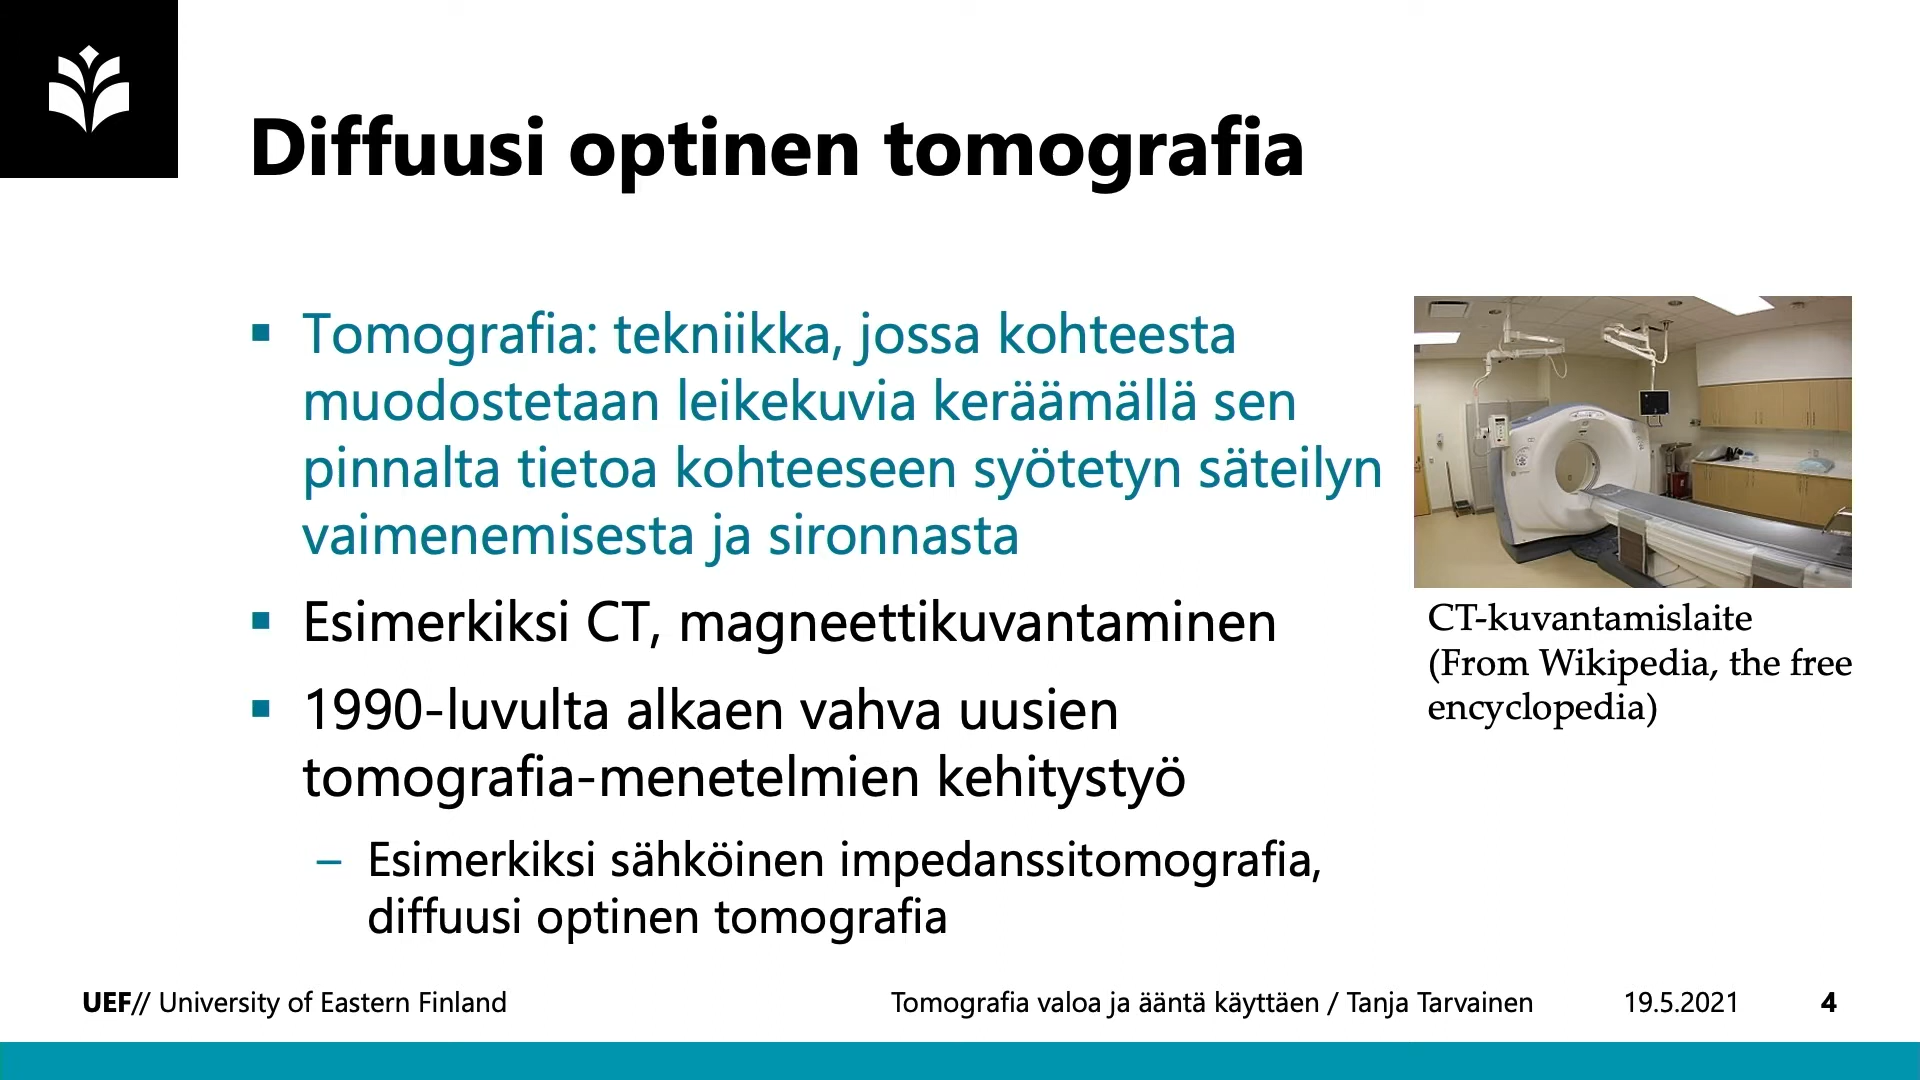 Diffuusi optinen tomografia
▪ Tomografia: tekniikka, jossa kohteesta
muodostetaan leikekuvia keräämällä sen
pinnalta tietoa kohteeseen syötetyn säteilyn
vaimenemisesta ja sironnasta
▪ Esimerkiksi CT, magneettikuvantaminen
▪ 1990-luvulta alkaen vahva uusien
tomografia-menetelmien kehitystyö
– Esimerkiksi sähköinen impedanssitomografia,
diffuusi optinen tomografia
CT-kuvantamislaite
(From Wikipedia, the free
encyclopedia)
UEF// University of Eastern Finland
Tomografia valoa ja ääntä käyttäen / Tanja Tarvainen
19.5.2021
4